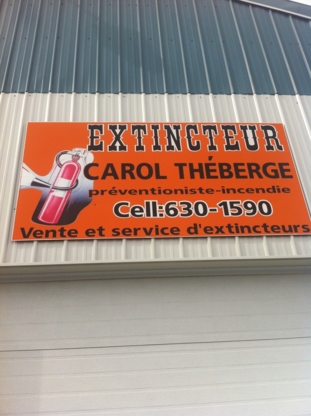 EXTINCTEUR
CAROL THÉBERGE
préventioniste-incendie
Cell:630-1590
Vente et service d'extincteurs